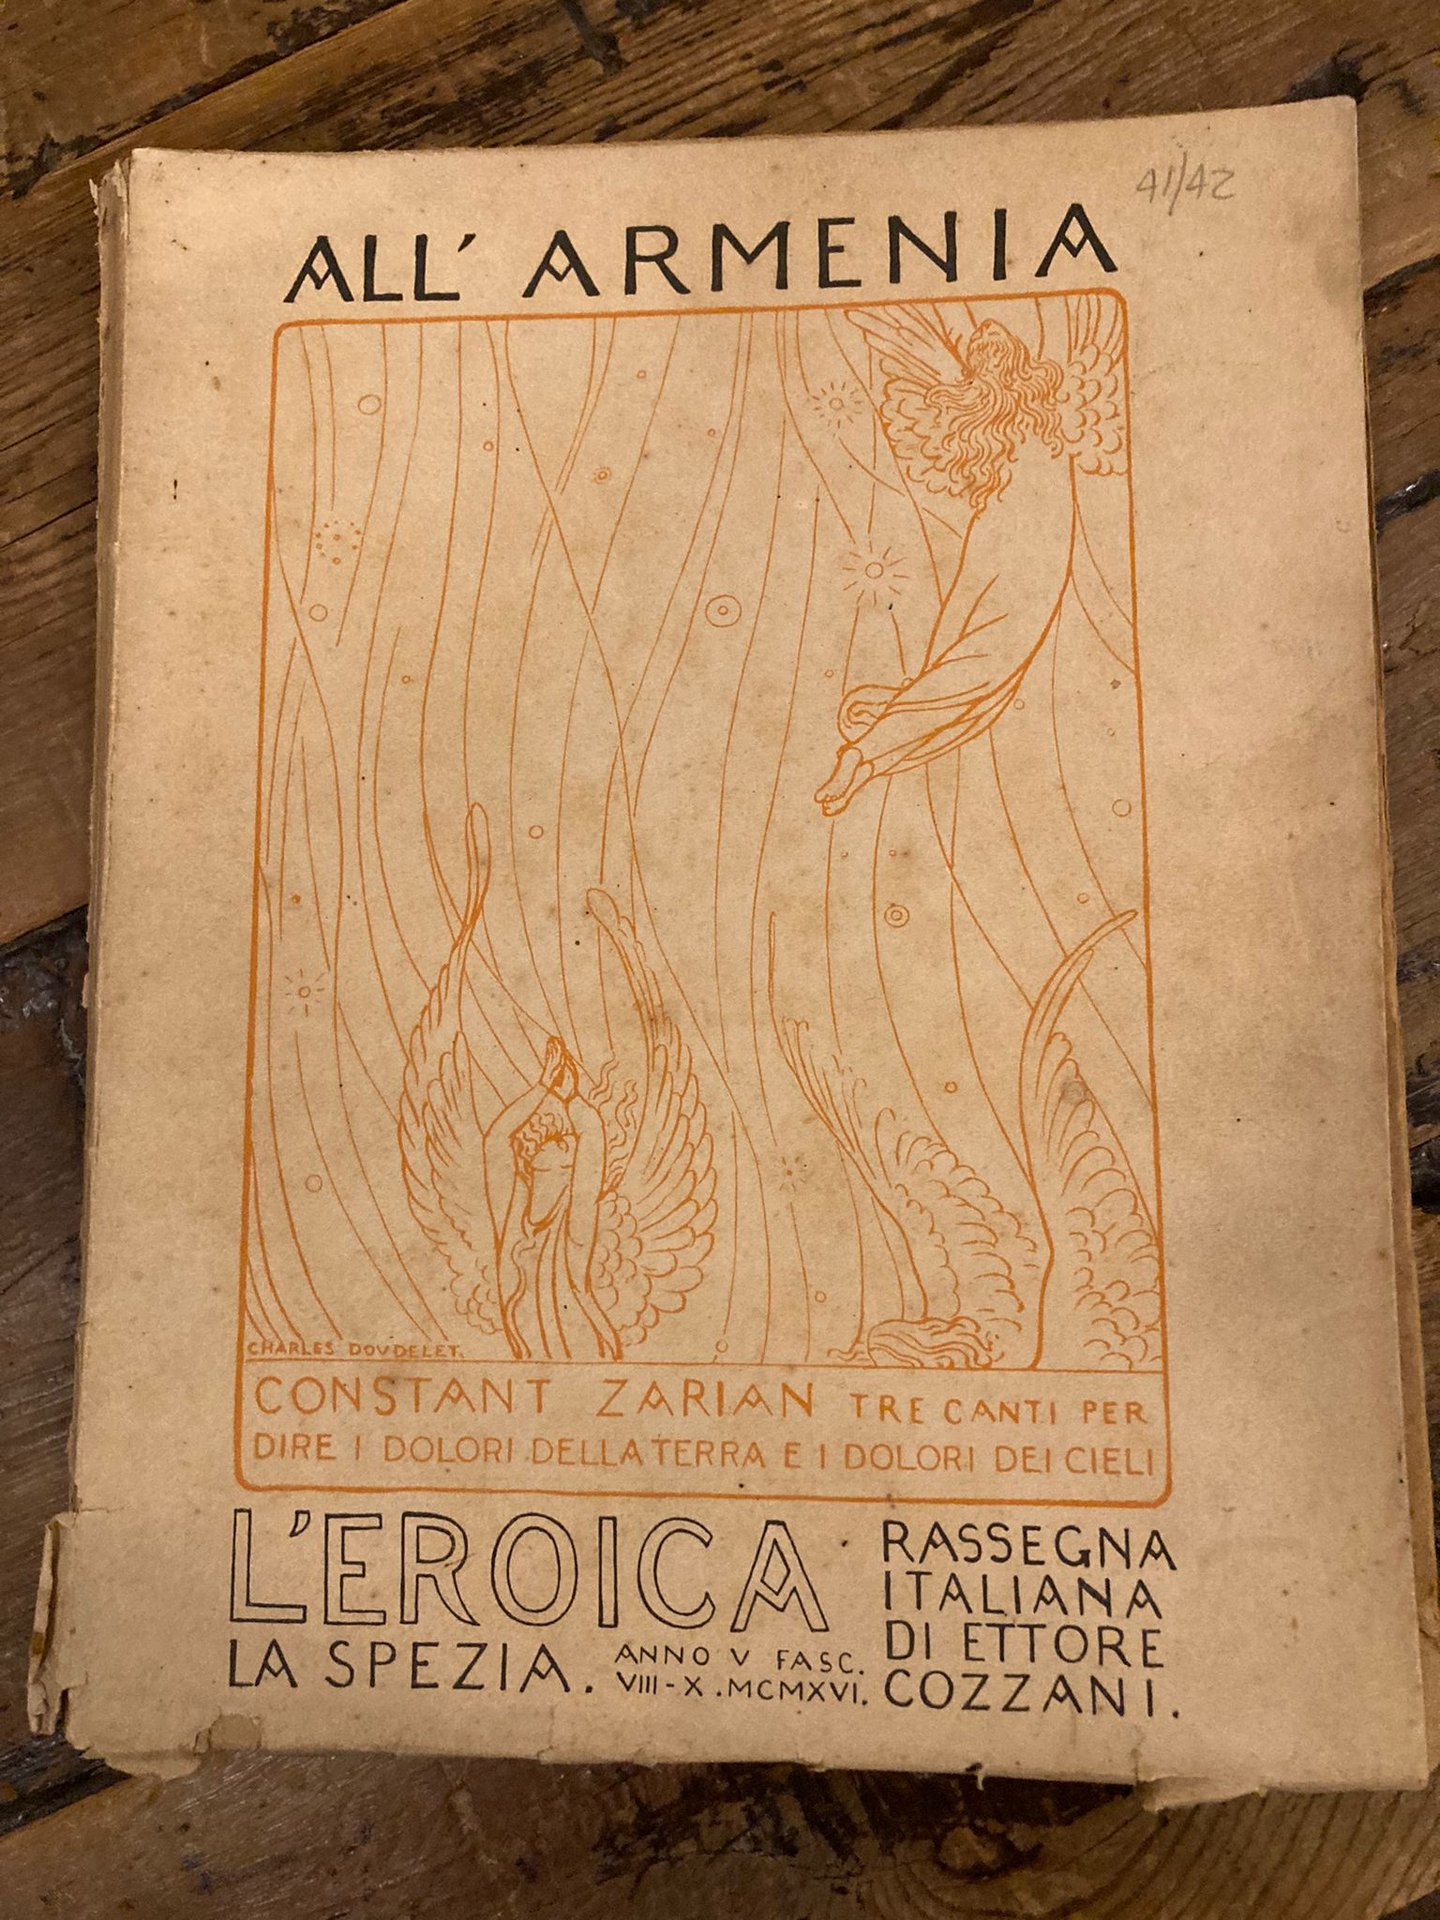 41/42
ALL' ARMENIA
CHARLES DOVDELET.
CONSTANT ZARIAN TRE CANTI PER
DIRE I DOLORI DELLA TERRA E I DOLORI DEI CIELI
L'EROICA
LA SPEZIA. ANNO V FASC.
VIII-X.MCMXVI.
RASSEGNA
ITALIANA
DI ETTORE
COZZANI.